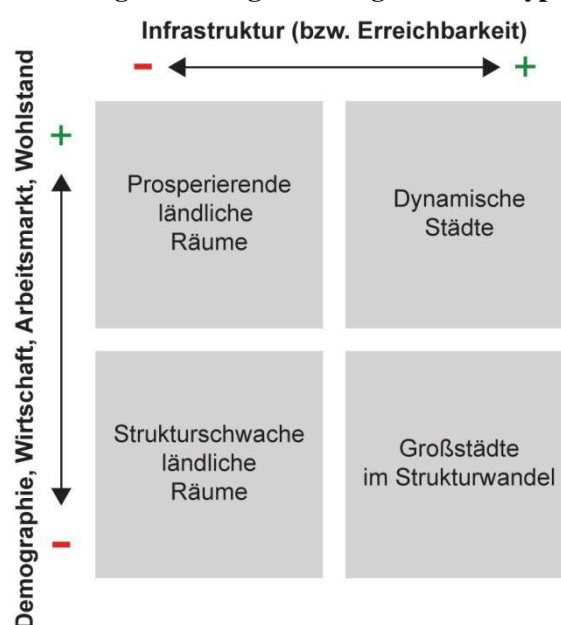 Infrastruktur (bzw. Erreichbarkeit)
- +
Demographie, Wirtschaft, Arbeitsmarkt, Wohlstand
+
Prosperierende
ländliche
Räume
Dynamische
Städte
Strukturschwache
ländliche
Räume
Großstädte
im Strukturwandel
-